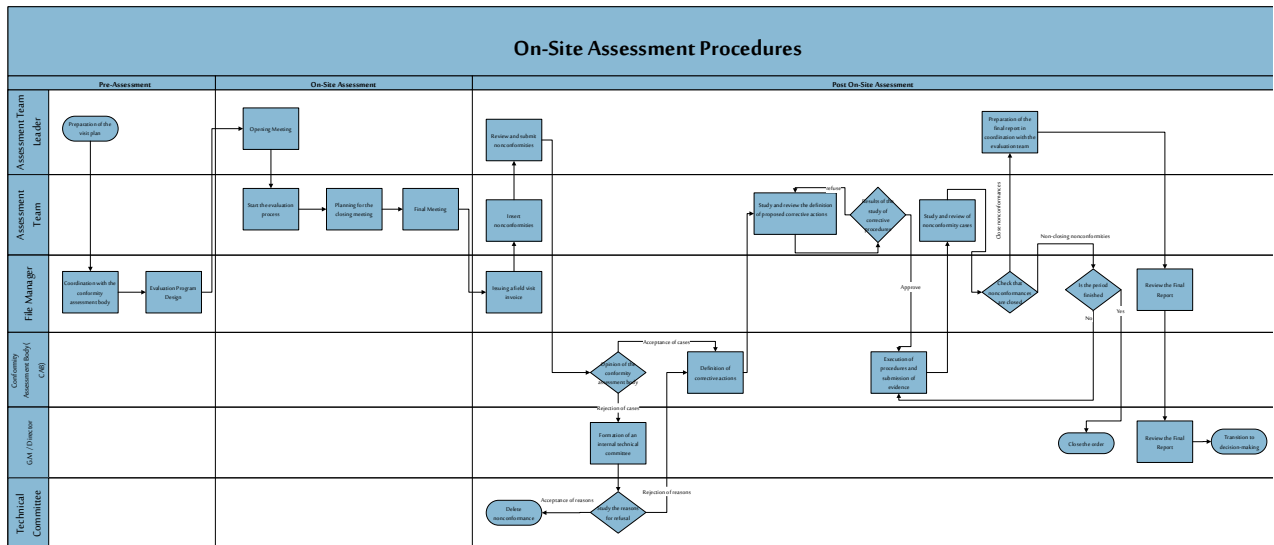 On-Site Assessment Procedures
Pre-Assessment
On-Site Assessment
Post On-Site Assessment
Assessment Team
Leader
Preparation of the
visit plan
Opening Meeting
Review and submit
nonconformities
Preparation of the
final report in
coordination with the
evaluation team
Assessment
Team
Start the evaluation
process
Planning for the
closing meeting
Final Meeting
Insert
nonconformities
Study and review the definition
of proposed corrective actions
refuse
Results of the
study of
corrective
procedures
Study and review of
nonconformity cases
Close nonconformances
Non-closing nonconformities
File Manager
Coordination with the
conformity
assessment body
Evaluation Program
Design
Issuing a field visit
invoice
Approve
Check that
nonconformances
are closed
Is the period
finished
Yes
No
Review the Final
Report
Conformity
Assessment Body(
CAB)
Opinion of the
conformity
assessment body
Acceptance of cases
Definition of
corrective actions
Execution of
procedures and
submission of
evidence
Rejection of cases
G.M / Director
Formation of an
internal technical
committee
Close the order
Review the Final
Report
Transition to
decision-making
Technical
Committee
Delete
nonconformance
Acceptance of reasons
Study the reasons
for refusal
Rejection of reasons